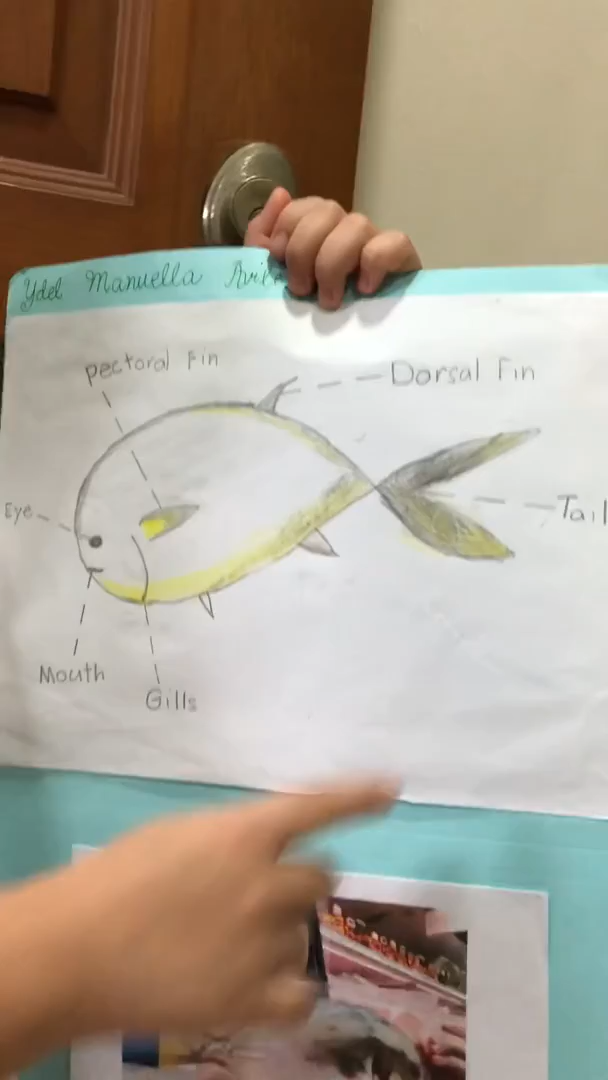 Ydel Manuella
Pectoral Fin
Dorsal Fin
Eye
Tail
Mouth
Gills